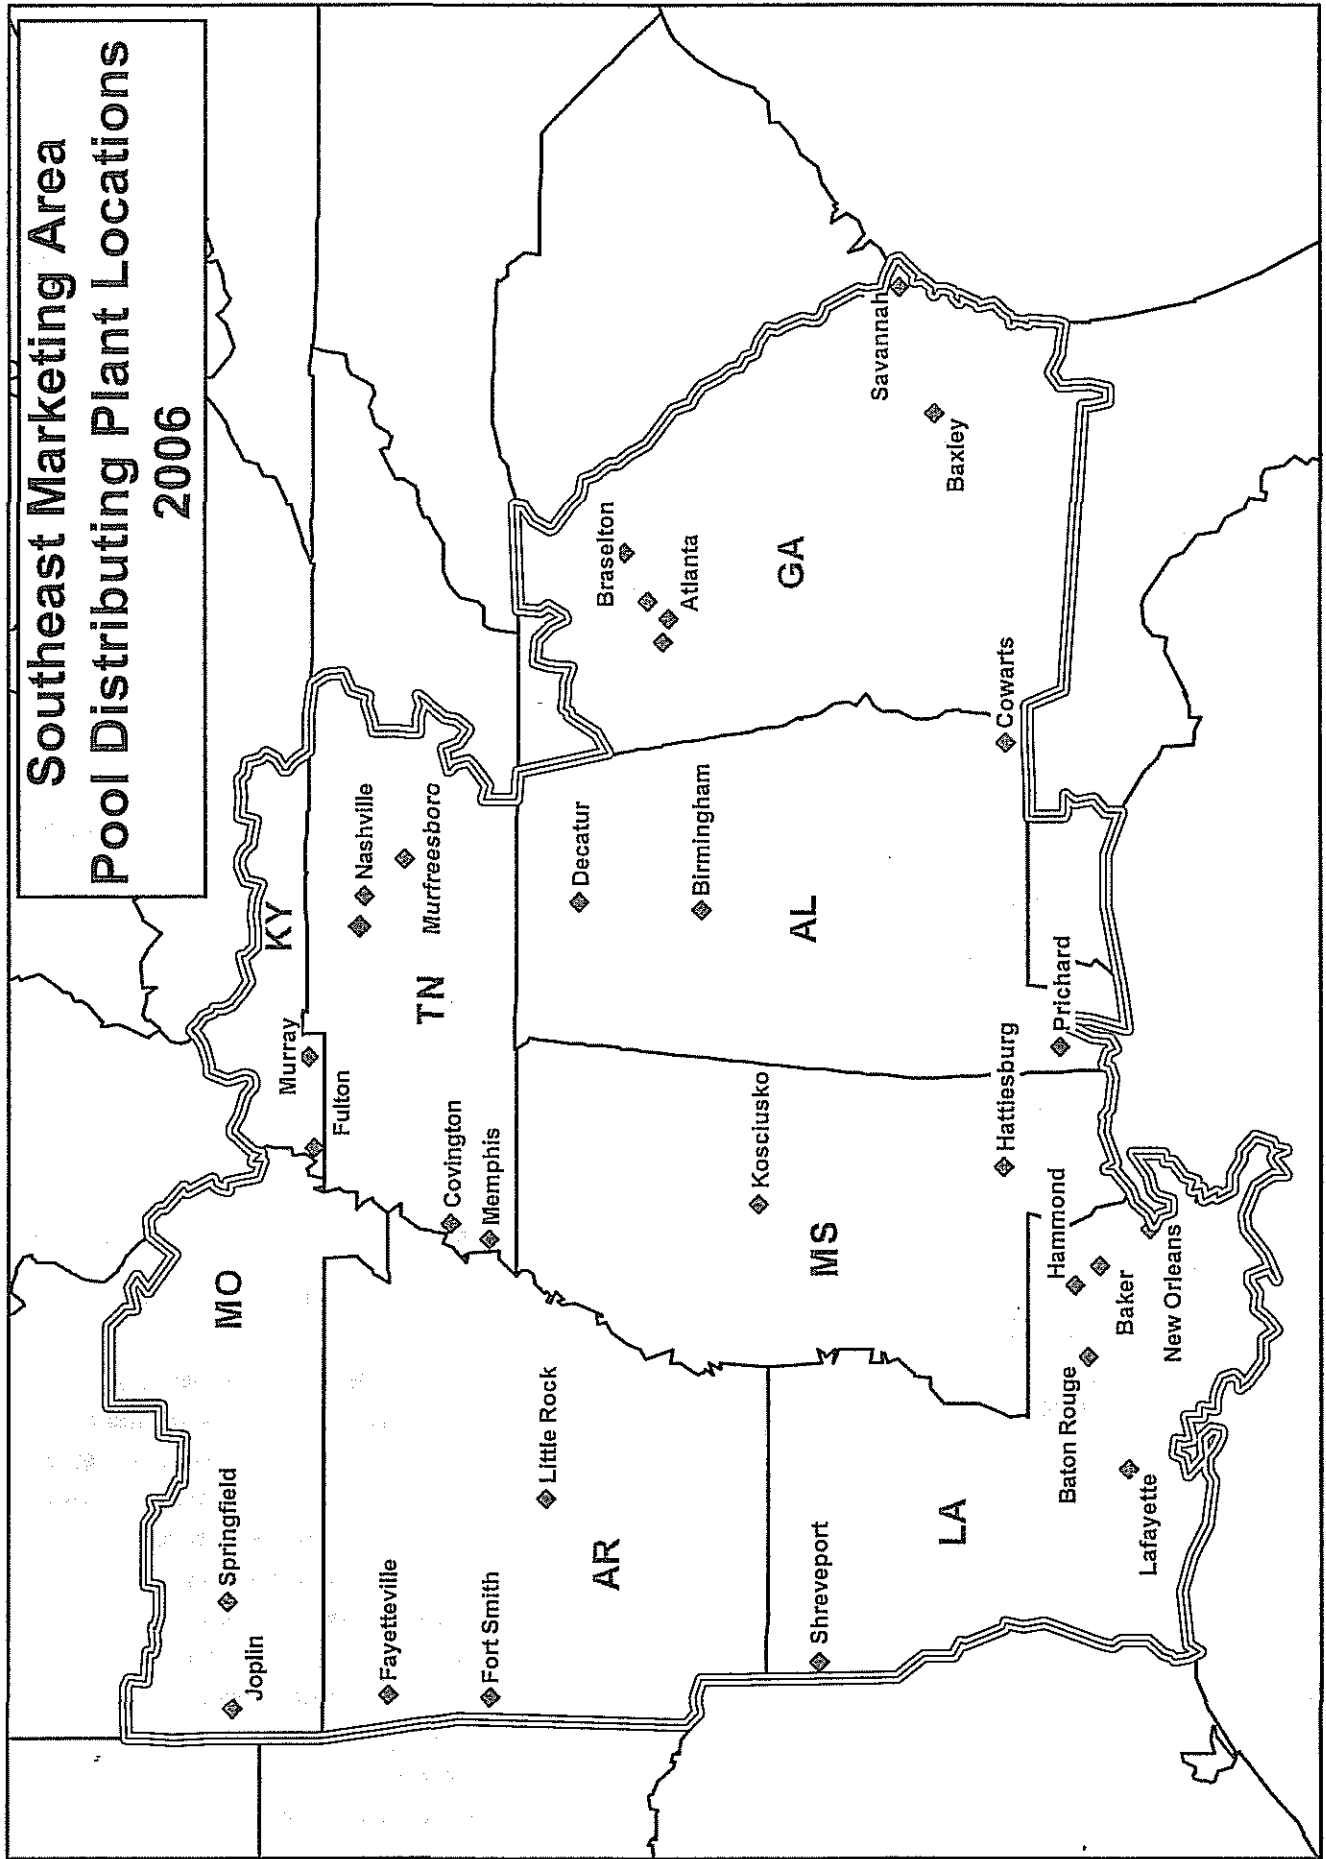 Southeast Marketing Area
Pool Distributing Plant Locations
2006
KY
Murray
Fulton
MO
Springfield
Joplin
Nashville
Murfreesboro
TN
Covington
Memphis
Fayetteville
Fort Smith
Little Rock
AR
Braselton
Atlanta
GA
Savannah
Baxley
Decatur
Birmingham
AL
Cowarts
Prichard
Kosciusko
MS
Hattiesburg
Shreveport
LA
Hammond
Baker
Baton Rouge
New Orleans
Lafayette